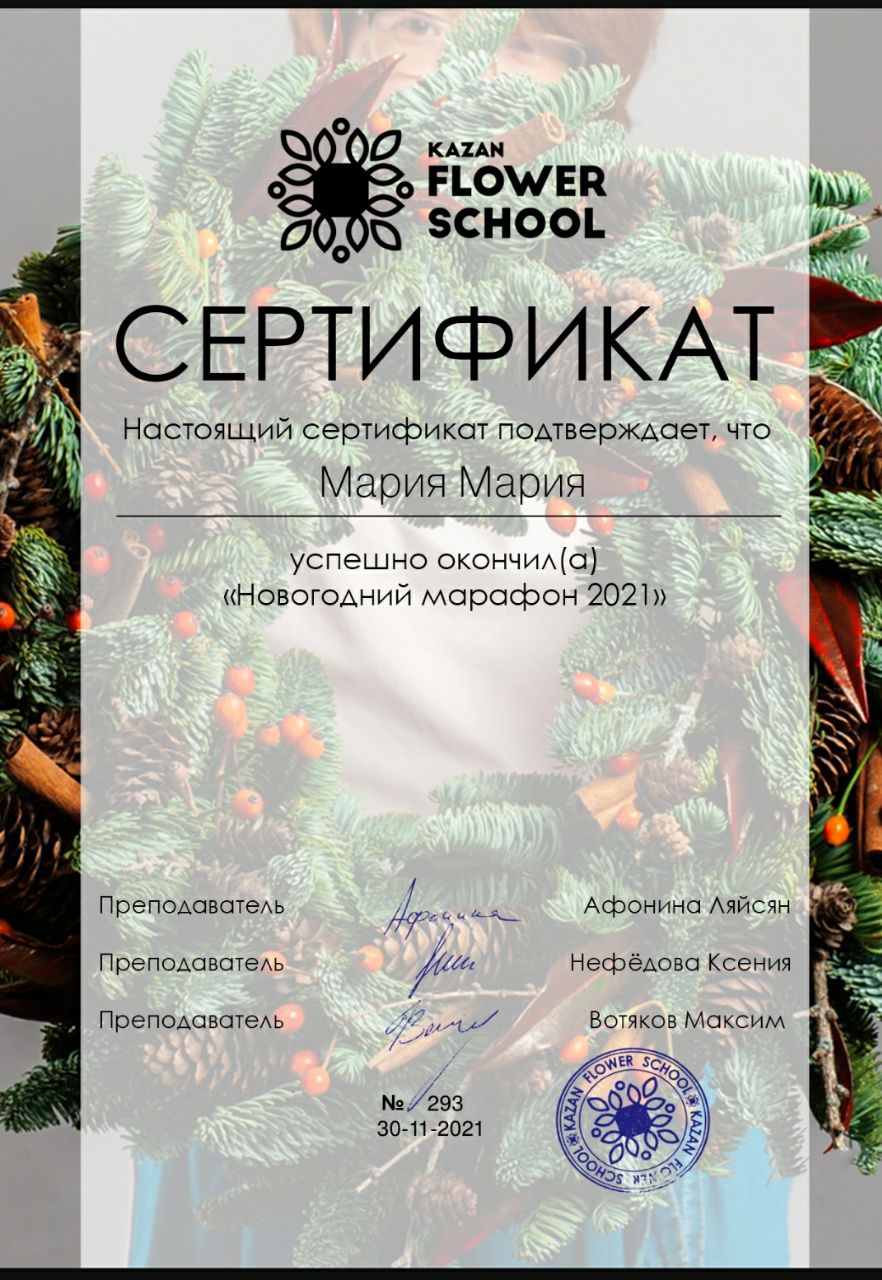 KAZAN
FLOWER
SCHOOL
СЕРТИФИКАТ
Настоящий сертификат подтверждает, что
Мария Мария
успешно окончил(а)
«Новогодний марафон 2021»
Преподаватель Афонина Ляйсян
Преподаватель Нефёдова Ксения
Преподаватель Вотяков Максим
№ 293
30-11-2021
KAZAN FLOWER SCHOOL KAZAN FLOWER SCHOOL